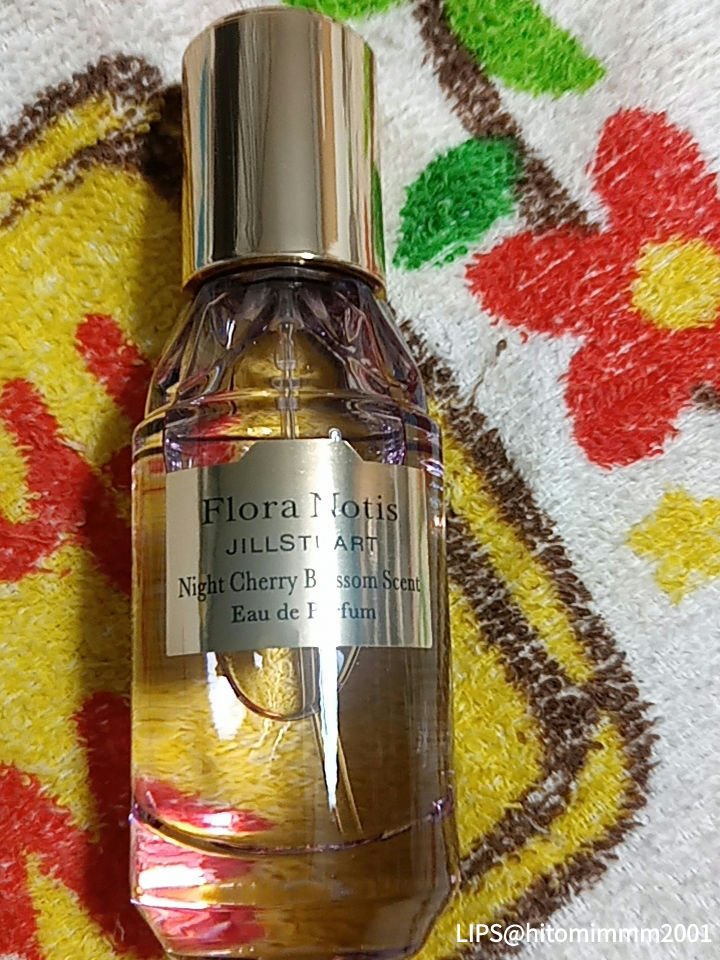 Flora Notis
JILLSTUART
Night Cherry Blossom Scent
Eau de Parfum
LIPS@hitomimmm2001